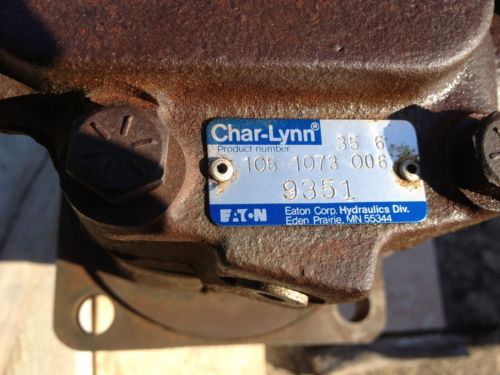 Char-Lynn®
Product number 35 6
105 1073 006
9351
EATON Eaton Corp. Hydraulics Div.
Eden Prairie, MN 55344